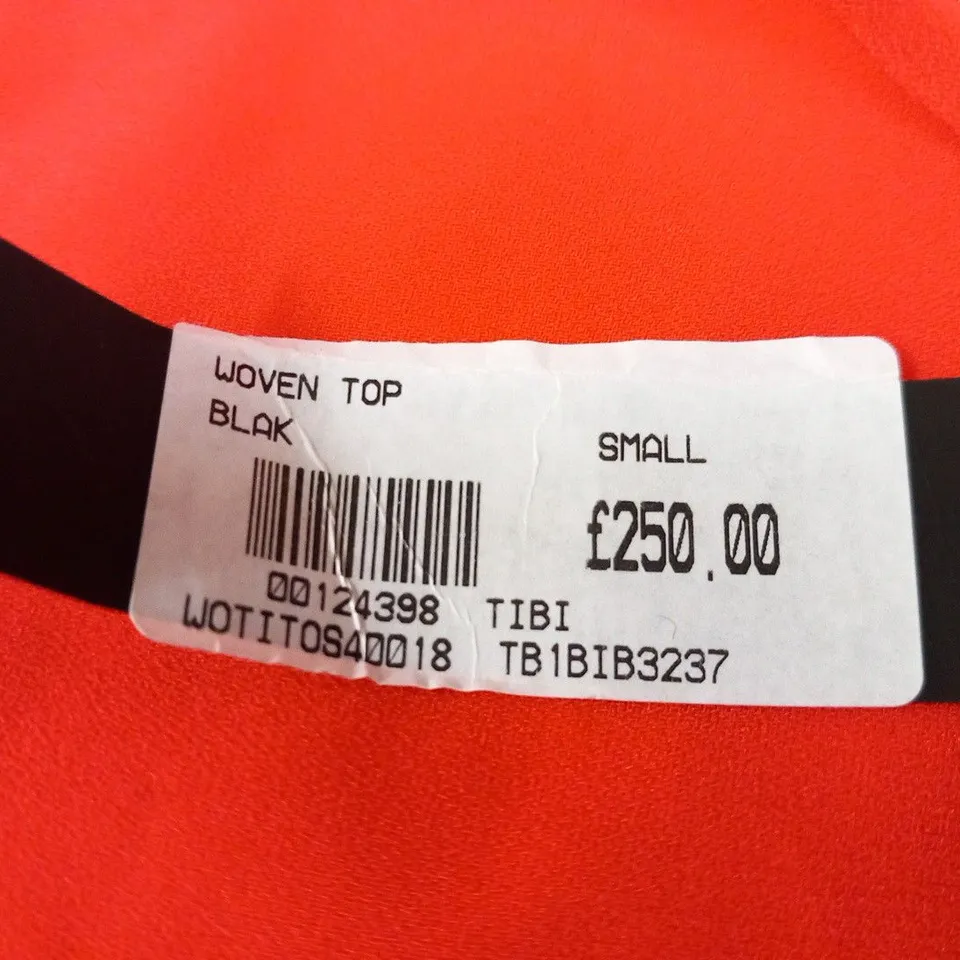 WOVEN TOP
BLAK
SMALL
£250.00
00124398 TIBI
WOTITOS40018 TB1BIB3237